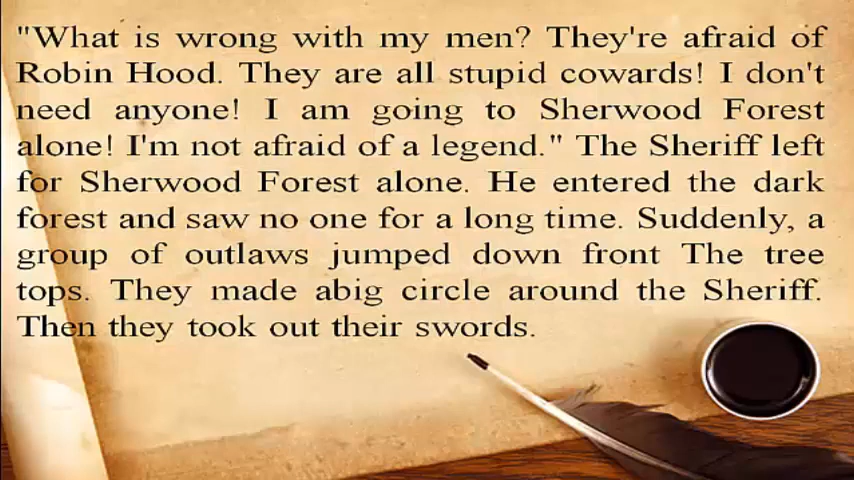 "What is wrong with my men? They're afraid of
Robin Hood. They are all stupid cowards! I don't
need anyone! I am going to Sherwood Forest
alone! I'm not afraid of a legend." The Sheriff left
for Sherwood Forest alone. He entered the dark
forest and saw no one for a long time. Suddenly, a
group of outlaws jumped down front The tree
tops. They made abig circle around the Sheriff.
Then they took out their swords.